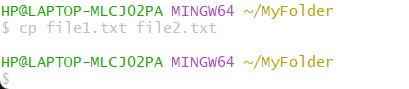 HP@LAPTOP-MLCJ02PA MINGW64 ~/MyFolder
$ cp file1.txt file2.txt
HP@LAPTOP-MLCJ02PA MINGW64 ~/MyFolder
$